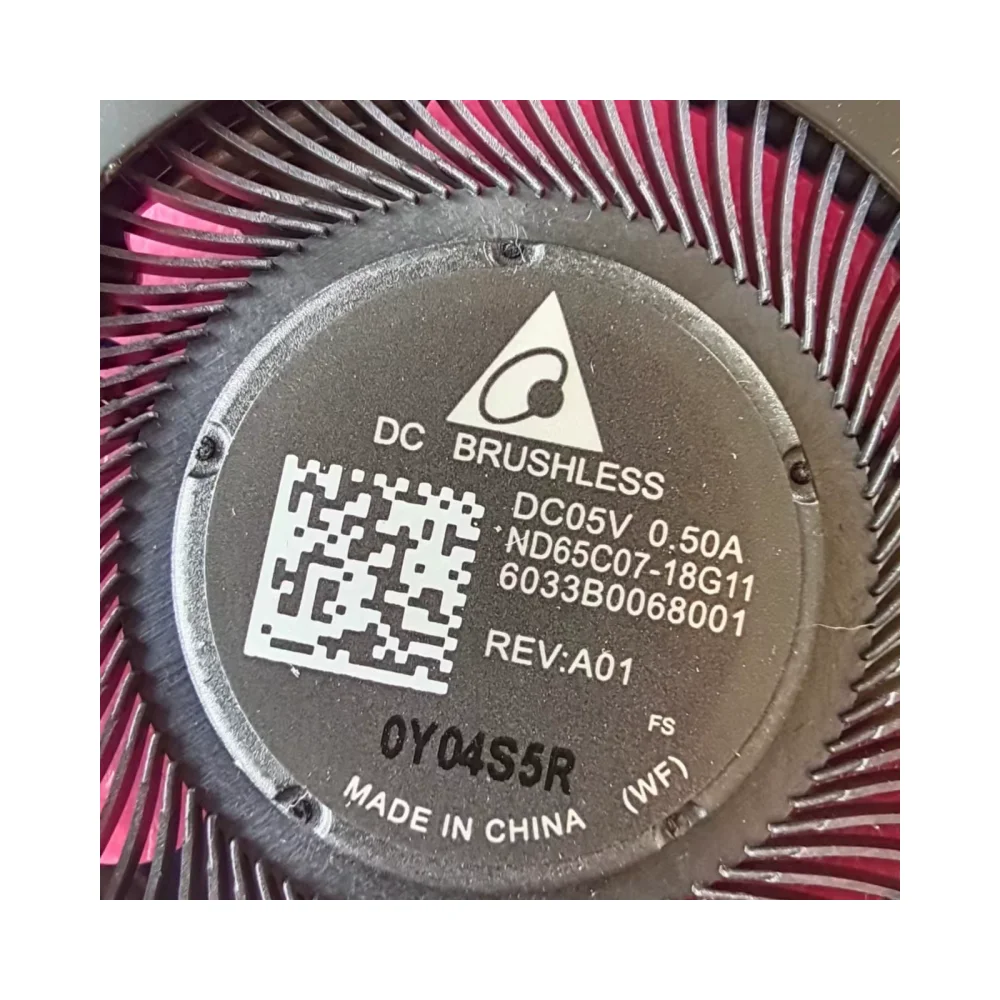 DC BRUSHLESS
DC05V 0.50A
ND65C07-18G11
6033B0068001
REV:A01
FS
0Y04S5R
(WF)
MADE IN CHINA